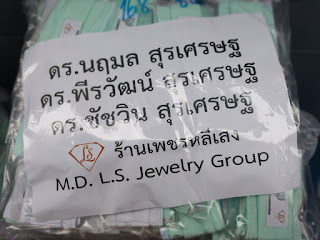 168
ดร.นฤมล สุรเศรษฐ
ดร.พีรวัฒน์ สุรเศรษฐ
ดร.ชัชวิน สุรเศรษฐ
LS ร้านเพชรหลีเสง
M.D. L.S. Jewelry Group